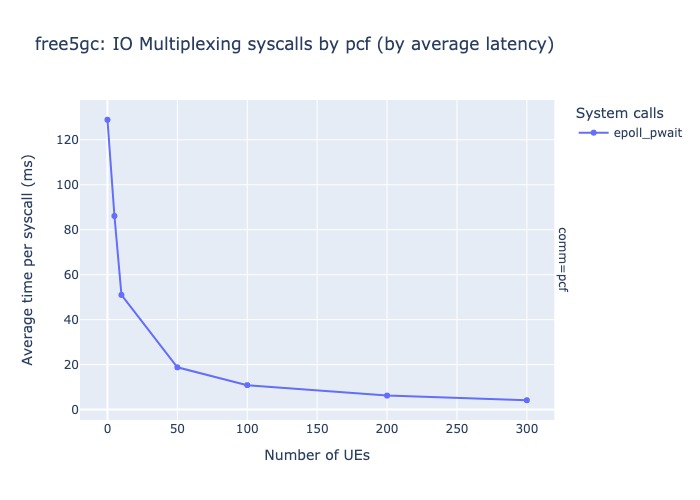 free5gc: IO Multiplexing syscalls by pcf (by average latency)
System calls
epoll_pwait
Average time per syscall (ms)
120
100
80
60
40
20
0
comm=pcf
0 50 100 150 200 250 300
Number of UEs